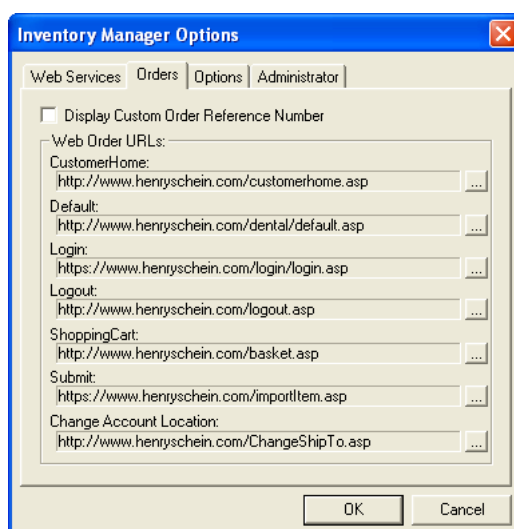 Inventory Manager Options
Web Services Orders Options Administrator
Display Custom Order Reference Number
Web Order URLs:
CustomerHome:
http://www.henryschein.com/customerhome.asp ...
Default:
http://www.henryschein.com/dental/default.asp ...
Login:
https://www.henryschein.com/login/login.asp ...
Logout:
http://www.henryschein.com/logout.asp ...
ShoppingCart:
http://www.henryschein.com/basket.asp ...
Submit:
https://www.henryschein.com/importItem.asp ...
Change Account Location:
http://www.henryschein.com/ChangeShipTo.asp ...
OK Cancel